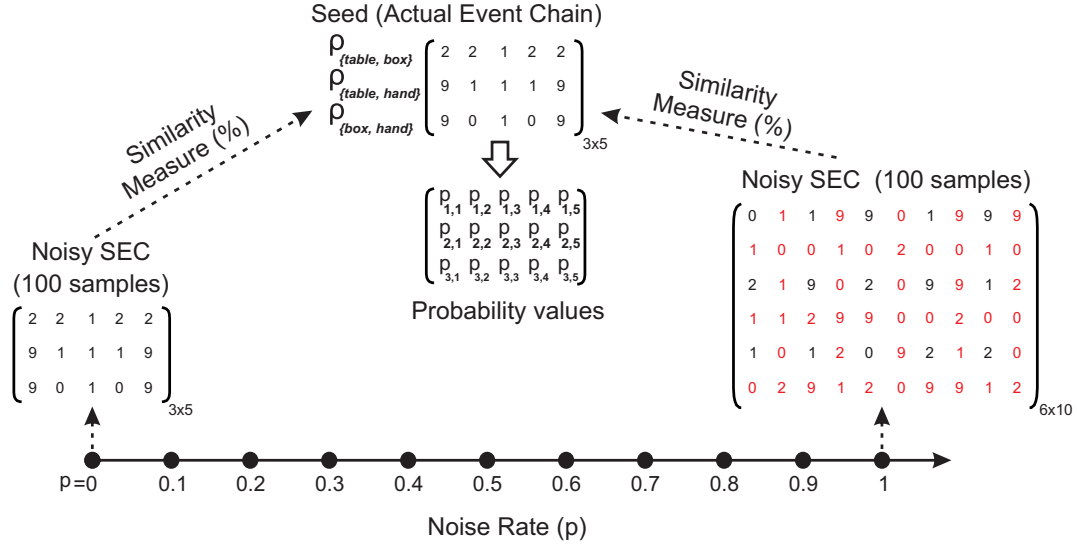 Seed (Actual Event Chain)
ρ{table, box} 2 2 1 2 2
ρ{table, hand} 9 1 1 1 9
ρ{box, hand} 9 0 1 0 9
3x5
Similarity
Measure (%)
Similarity
Measure (%)
p1,1 p1,2 p1,3 p1,4 p1,5
p2,1 p2,2 p2,3 p2,4 p2,5
p3,1 p3,2 p3,3 p3,4 p3,5
Probability values
Noisy SEC
(100 samples)
2 2 1 2 2
9 1 1 1 9
9 0 1 0 9
3x5
Noisy SEC (100 samples)
0 1 1 9 9 0 1 9 9 9
1 0 0 1 0 2 0 0 1 0
2 1 9 0 2 0 9 9 1 2
1 1 2 9 9 0 0 2 0 0
1 0 1 2 0 9 2 1 2 0
0 2 9 1 2 0 9 9 1 2
6x10
p=0 0.1 0.2 0.3 0.4 0.5 0.6 0.7 0.8 0.9 1
Noise Rate (p)